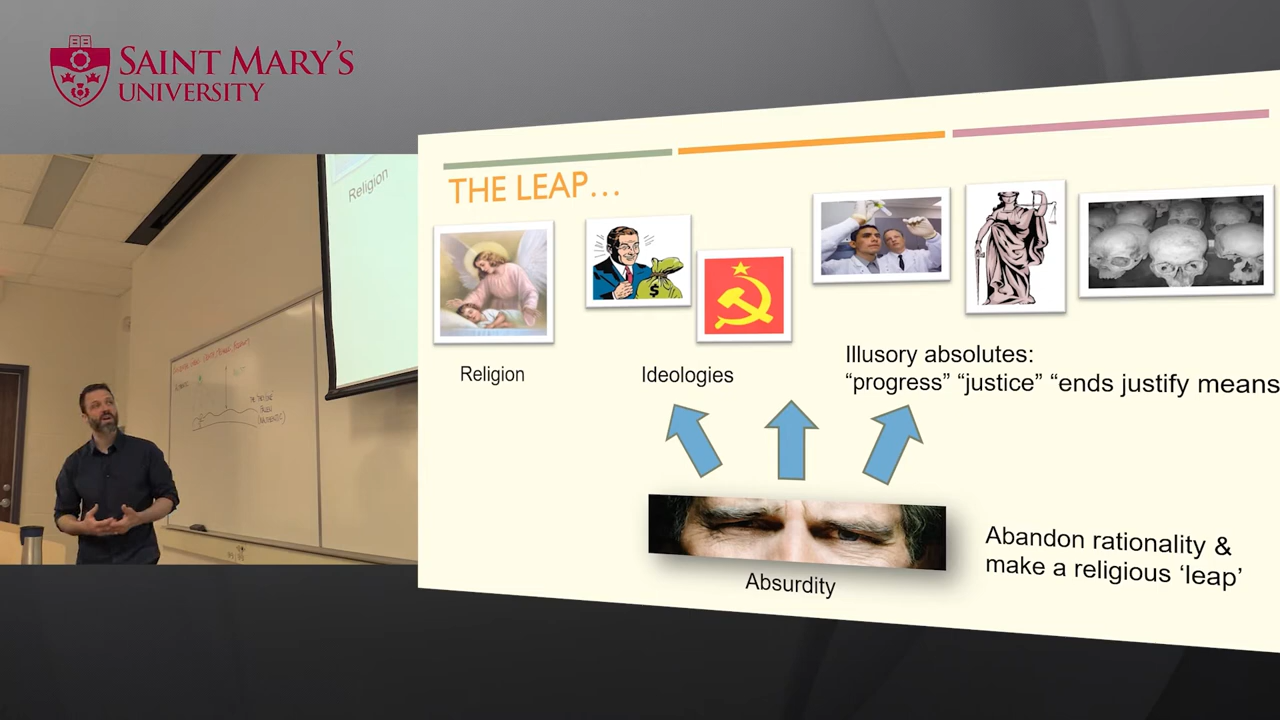 SAINT MARY'S
UNIVERSITY
Religion
THE LEAP...
$
Religion
Ideologies
Illusory absolutes:
“progress” “justice” “ends justify means
Absurdity
Abandon rationality &
make a religious ‘leap’